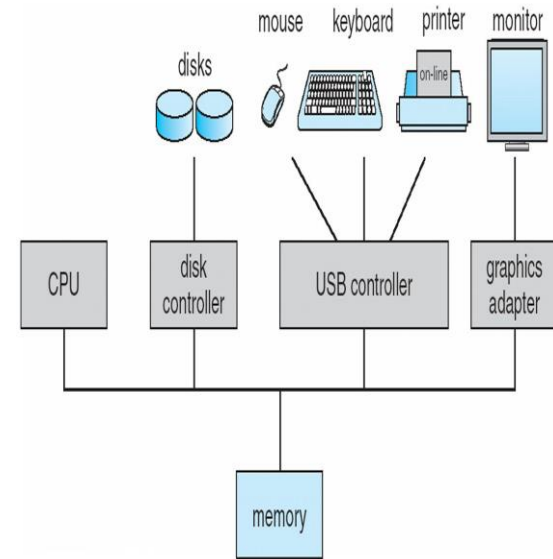 mouse keyboard printer monitor
disks
on-line
CPU
disk
controller
USB controller
graphics
adapter
memory